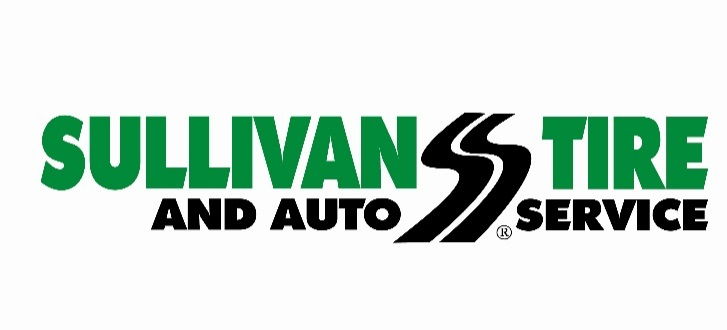 SULLIVAN TIRE
AND AUTO SERVICE
®